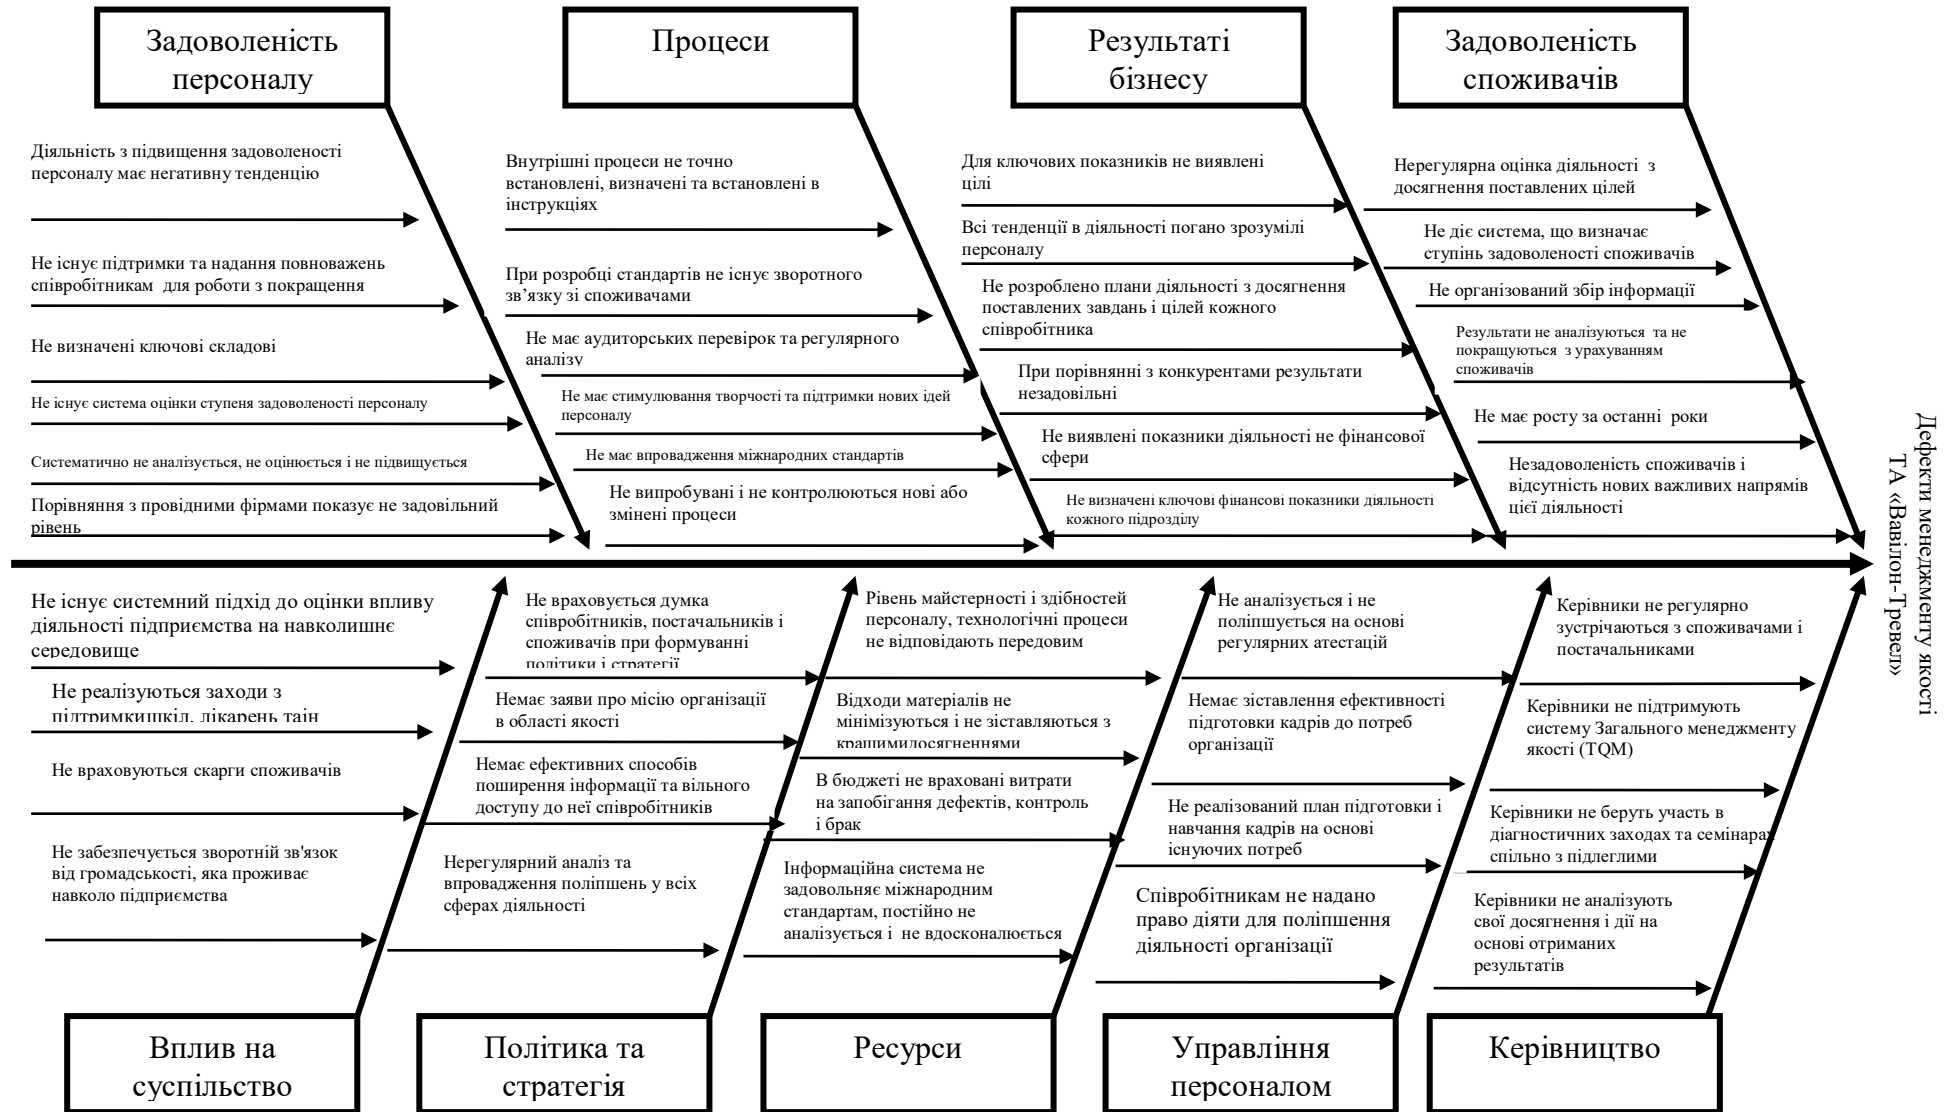 Задоволеність
персоналу
Процеси
Результаті
бізнесу
Задоволеність
споживачів
Діяльність з підвищення задоволеності
персоналу має негативну тенденцію
Не існує підтримки та надання повноважень
співробітникам для роботи з покращення
Не визначені ключові складові
Не існує система оцінки ступеня задоволеності персоналу
Систематично не аналізується, не оцінюється і не підвищується
Порівняння з провідними фірмами показує не задовільний
рівень
Внутрішні процеси не точно
встановлені, визначені та встановлені в
інструкціях
При розробці стандартів не існує зворотного
зв’язку зі споживачами
Не має аудиторських перевірок та регулярного
аналізу
Не має стимулювання творчості та підтримки нових ідей
персоналу
Не має впровадження міжнародних стандартів
Не випробувані і не контролюються нові або
змінені процеси
Для ключових показників не виявлені
цілі
Всі тенденції в діяльності погано зрозумілі
персоналу
Не розроблено плани діяльності з досягнення
поставлених завдань і цілей кожного
співробітника
При порівнянні з конкурентами результати
незадовільні
Не виявлені показники діяльності не фінансової
сфери
Не визначені ключові фінансові показники діяльності
кожного підрозділу
Нерегулярна оцінка діяльності з
досягнення поставлених цілей
Не діє система, що визначає
ступінь задоволеності споживачів
Не організований збір інформації
Результати не аналізуються та не
покращуються з урахуванням
споживачів
Не має росту за останні роки
Незадоволеність споживачів і
відсутність нових важливих напрямів
цієї діяльності
Дефекти менеджменту якості
ТА «Вавілон-Тревел»
Не існує системний підхід до оцінки впливу
діяльності підприємства на навколишнє
середовище
Не реалізуються заходи з
підтримкишкіл, лікарень таін
Не враховуються скарги споживачів
Не забезпечується зворотній зв'язок
від громадськості, яка проживає
навколо підприємства
Не враховується думка
співробітників, постачальників і
споживачів при формуванні
політики і стратегії
Немає заяви про місію організації
в області якості
Немає ефективних способів
поширення інформації та вільного
доступу до неї співробітників
Нерегулярний аналіз та
впровадження поліпшень у всіх
сферах діяльності
Рівень майстерності і здібностей
персоналу, технологічні процеси
не відповідають передовим
Відходи матеріалів не
мінімізуються і не зіставляються з
кращимидосягненнями
В бюджеті не враховані витрати
на запобігання дефектів, контроль
і брак
Інформаційна система не
задовольняє міжнародним
стандартам, постійно не
аналізується і не вдосконалюється
Не аналізується і не
поліпшується на основі
регулярних атестацій
Немає зіставлення ефективності
підготовки кадрів до потреб
організації
Не реалізований план підготовки і
навчання кадрів на основі
існуючих потреб
Співробітникам не надано
право діяти для поліпшення
діяльності організації
Керівники не регулярно
зустрічаються з споживачами і
постачальниками
Керівники не підтримують
систему Загального менеджменту
якості (TQM)
Керівники не беруть участь в
діагностичних заходах та семінарах
спільно з підлеглими
Керівники не аналізують
свої досягнення і дії на
основі отриманих
результатів
Вплив на
суспільство
Політика та
стратегія
Ресурси
Управління
персоналом
Керівництво